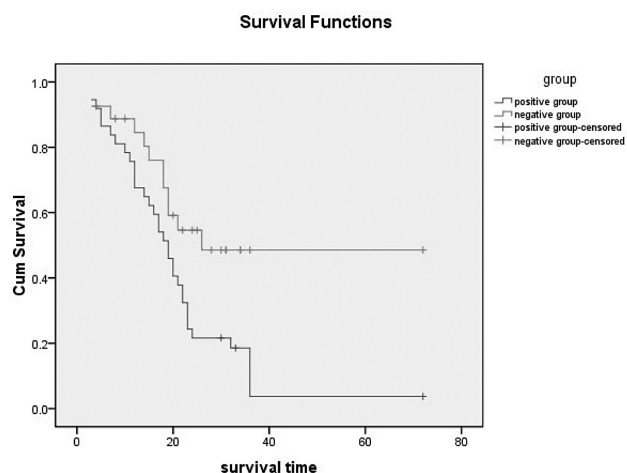 Survival Functions
group
positive group
negative group
positive group-censored
negative group-censored
Cum Survival
1.0
0.8
0.6
0.4
0.2
0.0
0 20 40 60 80
survival time